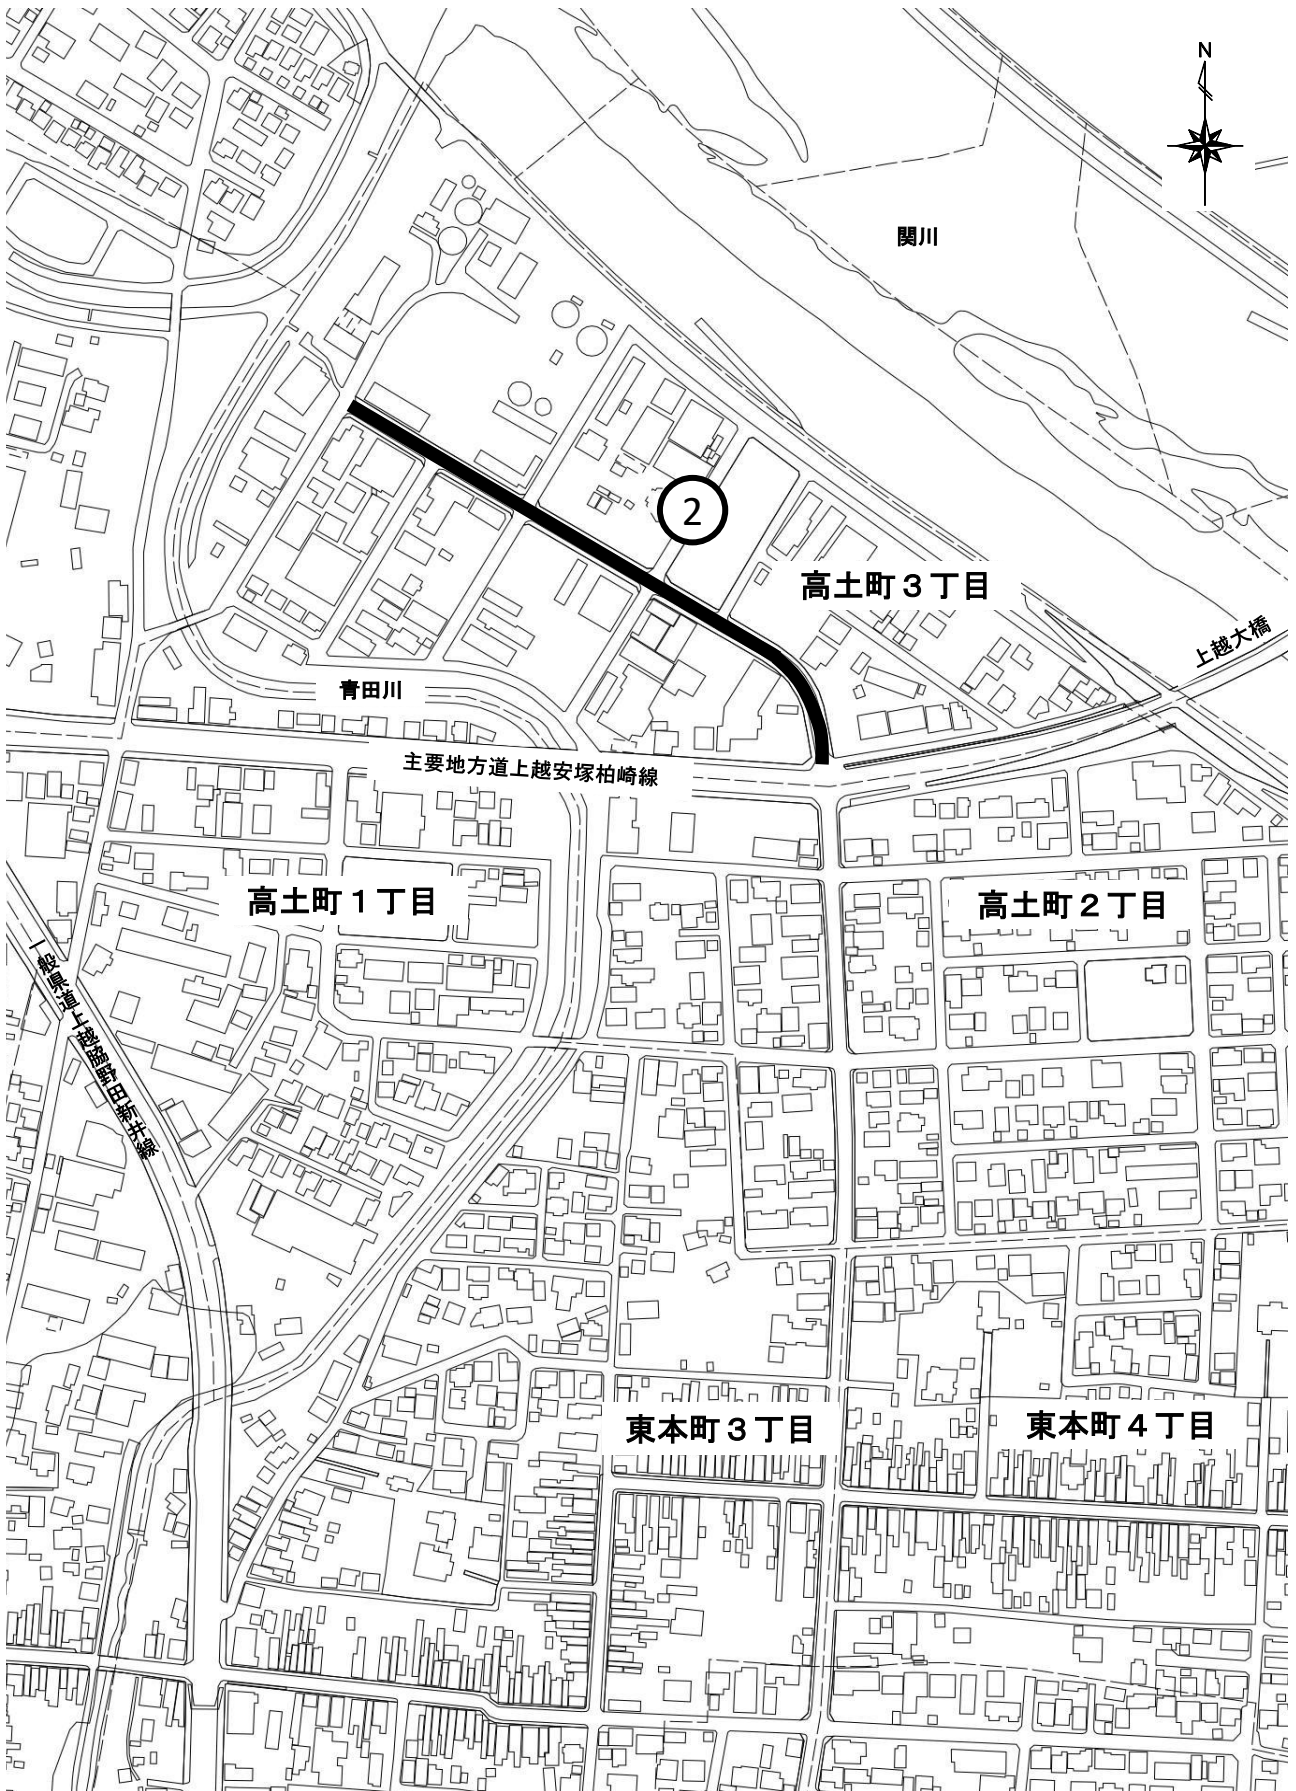 N
関川
2
高土町３丁目
上越大橋
青田川
主要地方道上越安塚柏崎線
高土町１丁目
高土町２丁目
一般県道上越脇野田新井線
東本町３丁目
東本町４丁目